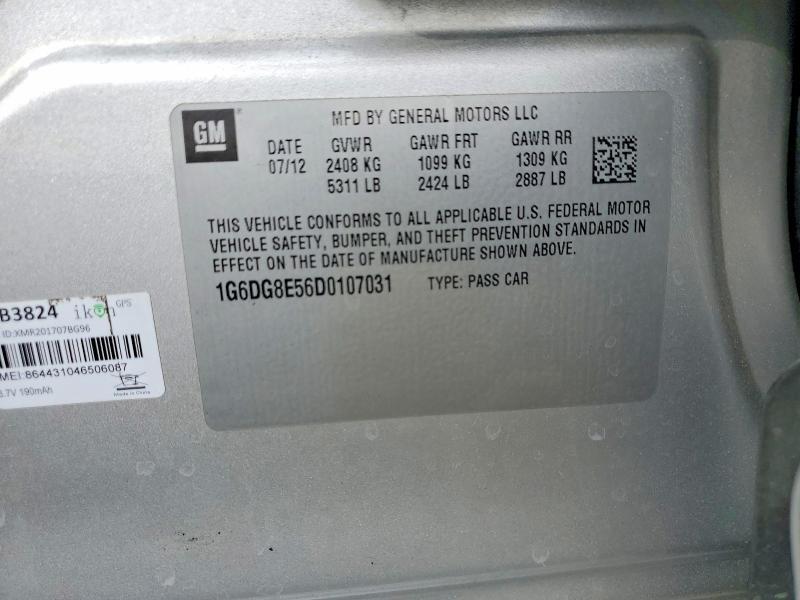 GM
MFD BY GENERAL MOTORS LLC
DATE GVWR GAWR FRT GAWR RR
07/12 2408 KG 1099 KG 1309 KG
5311 LB 2424 LB 2887 LB
THIS VEHICLE CONFORMS TO ALL APPLICABLE U.S. FEDERAL MOTOR
VEHICLE SAFETY, BUMPER, AND THEFT PREVENTION STANDARDS IN
EFFECT ON THE DATE OF MANUFACTURE SHOWN ABOVE.
1G6DG8E56D0107031 TYPE: PASS CAR
B3824 ikon GPS
ID:XMR201707BG96
MEI:864431046506087
3.7V 190mAh
Made in China